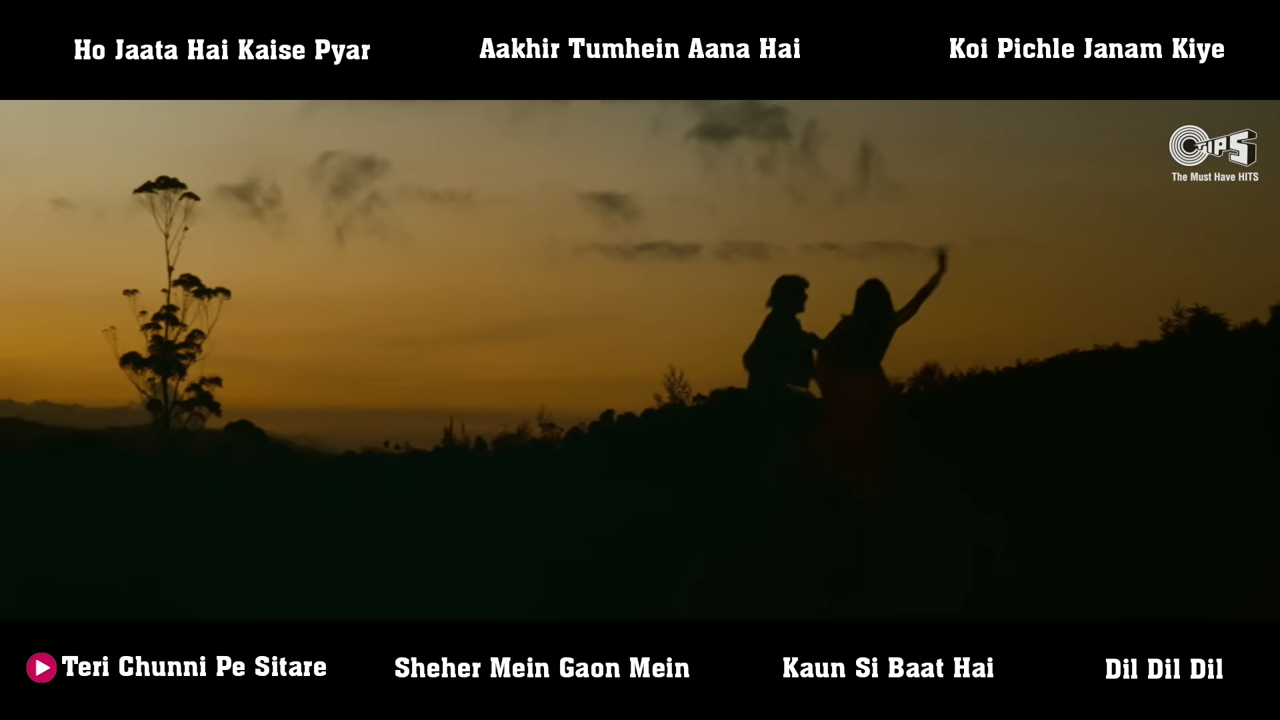 Ho Jaata Hai Kaise Pyar
Aakhir Tumhein Aana Hai
Koi Pichle Janam Kiye
TIPS
The Must Have HITS
Teri Chunni Pe Sitare
Sheher Mein Gaon Mein
Kaun Si Baat Hai
Dil Dil Dil